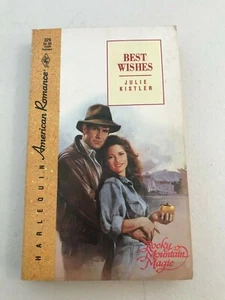 BEST
WISHES
JULIE
KISTLER
HARLEQUIN American Romance
Rocky
Mountain
Magic